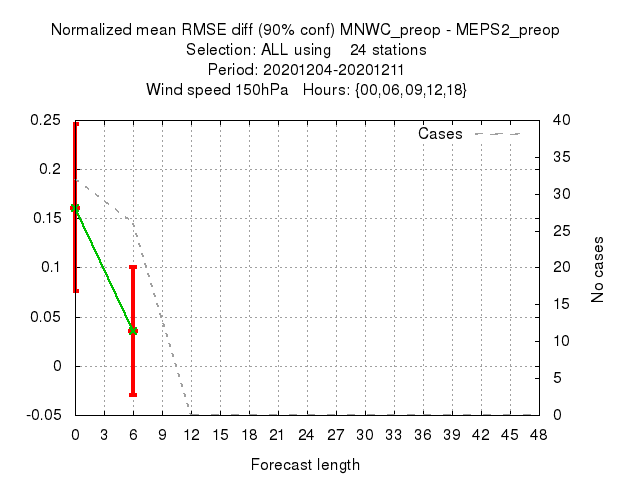 Normalized mean RMSE diff (90% conf) MNWC_preop - MEPS2_preop
Selection: ALL using 24 stations
Period: 20201204-20201211
Wind speed 150hPa Hours: {00,06,09,12,18}
Cases
0.25
0.2
0.15
0.1
0.05
0
-0.05
40
35
30
25
20
15
10
5
0
No cases
0 3 6 9 12 15 18 21 24 27 30 33 36 39 42 45 48
Forecast length